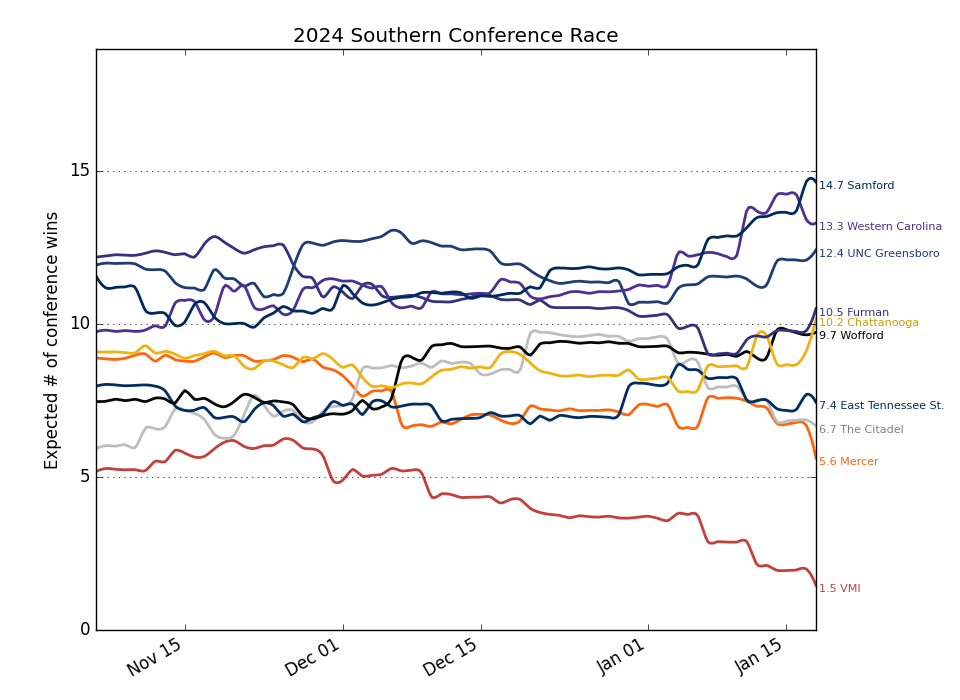 2024 Southern Conference Race
Expected # of conference wins
15
10
5
0
14.7 Samford
13.3 Western Carolina
12.4 UNC Greensboro
10.5 Furman
10.2 Chattanooga
9.7 Wofford
7.4 East Tennessee St.
6.7 The Citadel
5.6 Mercer
1.5 VMI
Nov 15
Dec 01
Dec 15
Jan 01
Jan 15